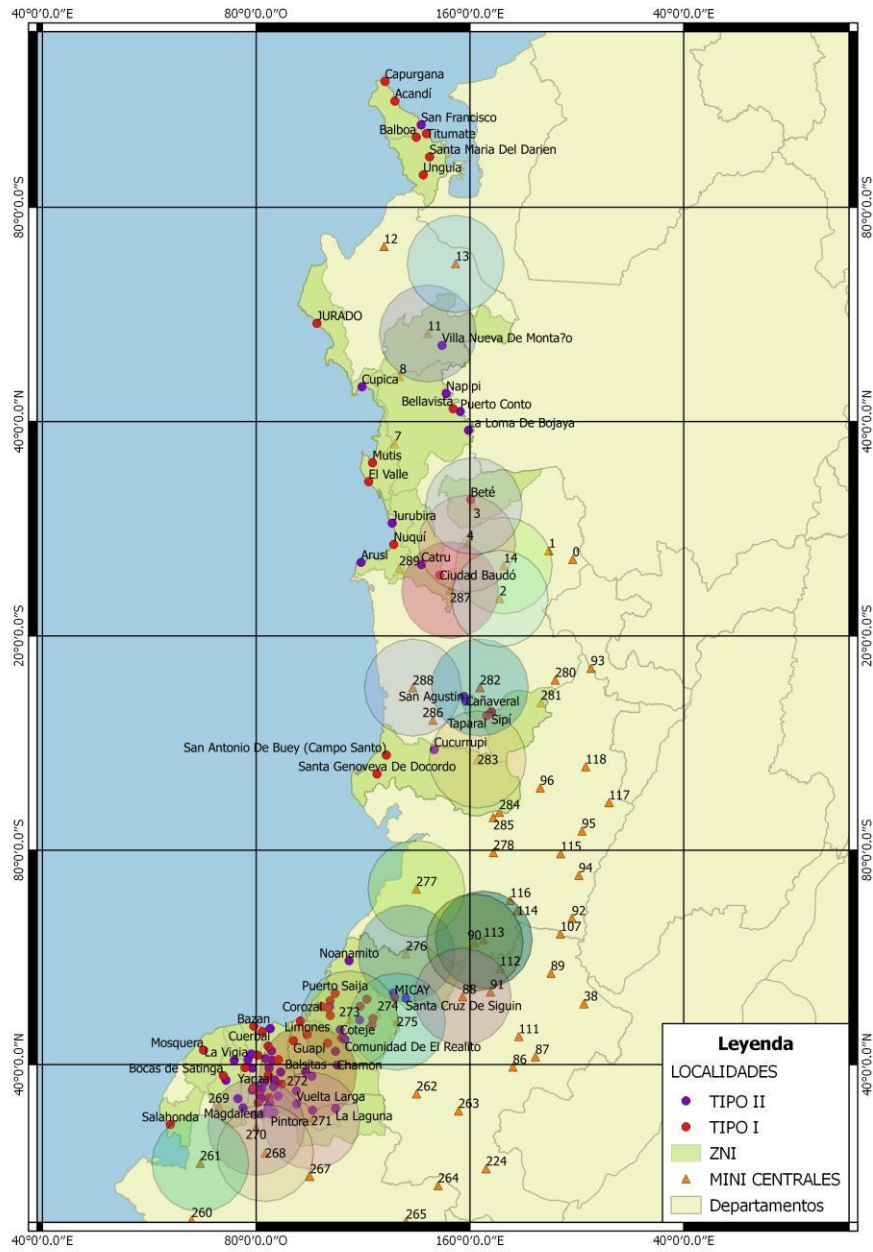 40°0'0.0"E 80°0'0.0"E 160°0'0.0"E 40°0'0.0"E
Capurgana
Acandí
San Francisco
Balboa
Titumate
Santa Maria Del Darien
Unguia
80°0'0.0"S 80°0'0.0"S
12
13
JURADO
11
Villa Nueva De Monta?o
8
Cupica
Napipi
Bellavista
Puerto Conto
40°0'0.0"N 40°0'0.0"N
La Loma De Bojaya
7
Mutis
El Valle
Beté
3
Jurubira
Nuquí
4
1
0
Arusi
289
Catru
14
Ciudad Baudó
287
2
20°0'0.0"S 20°0'0.0"S
93
280
288
282
San Agustin
Cañaveral
281
286
Taparal
Sipí
Cucurrupi
San Antonio De Buey (Campo Santo)
283
118
Santa Genoveva De Docordo
96
117
284
285
95
80°0'0.0"S 80°0'0.0"S
278
115
94
277
116
114
92
90
113
107
276
Noanamito
112
89
Puerto Saija
MICAY
88
91
Corozal
273
274
Santa Cruz De Siguin
38
Bazan
Limones
Coteje
275
Cuerbal
111
Mosquera
Guapi
Comunidad De El Realito
La Vigia
87
40°0'0.0"N 40°0'0.0"N
Bocas de Satinga
Balsitas
Chamón
86
Yaqzal
272
262
269
Vuelta Larga
Magdalena
263
Salahonda
Pintora
271
La Laguna
270
261
268
267
264
224
260
265
Leyenda
LOCALIDADES
TIPO II
TIPO I
ZNI
MINI CENTRALES
Departamentos
40°0'0.0"E 80°0'0.0"E 160°0'0.0"E 40°0'0.0"E